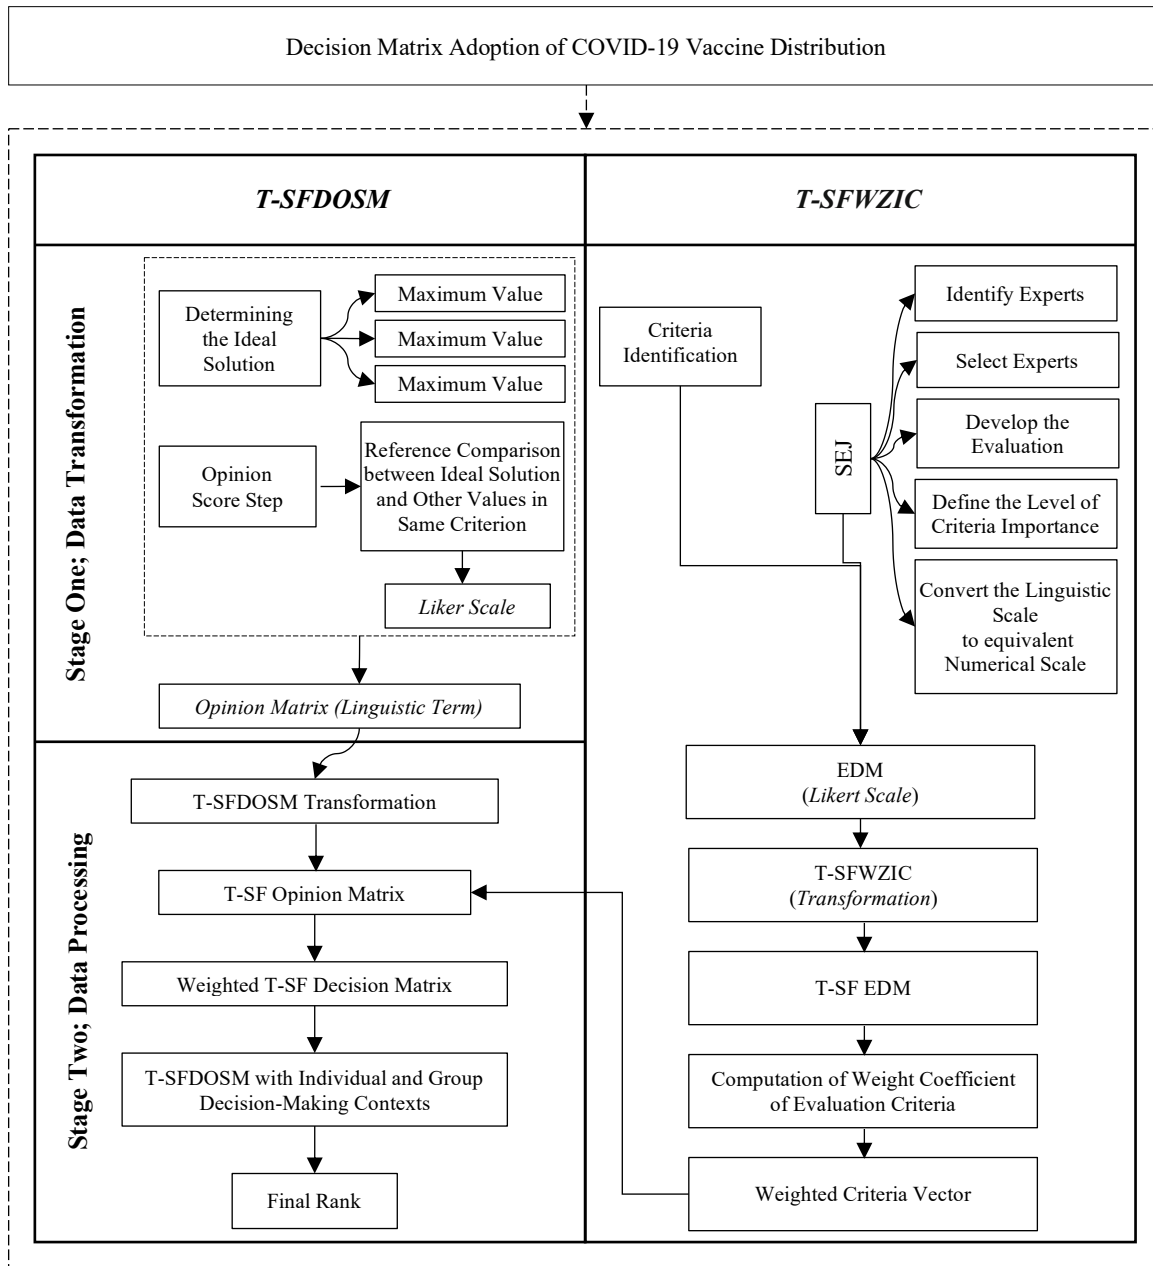 Decision Matrix Adoption of COVID-19 Vaccine Distribution
T-SFDOSM
T-SFWZIC
Stage One; Data Transformation
Determining
the Ideal
Solution
Maximum Value
Maximum Value
Maximum Value
Opinion
Score Step
Reference Comparison
between Ideal Solution
and Other Values in
Same Criterion
Liker Scale
Opinion Matrix (Linguistic Term)
Criteria
Identification
SEJ
Identify Experts
Select Experts
Develop the
Evaluation
Define the Level of
Criteria Importance
Convert the Linguistic
Scale
to equivalent
Numerical Scale
Stage Two; Data Processing
T-SFDOSM Transformation
T-SF Opinion Matrix
Weighted T-SF Decision Matrix
T-SFDOSM with Individual and Group
Decision-Making Contexts
Final Rank
EDM
(Likert Scale)
T-SFWZIC
(Transformation)
T-SF EDM
Computation of Weight Coefficient
of Evaluation Criteria
Weighted Criteria Vector